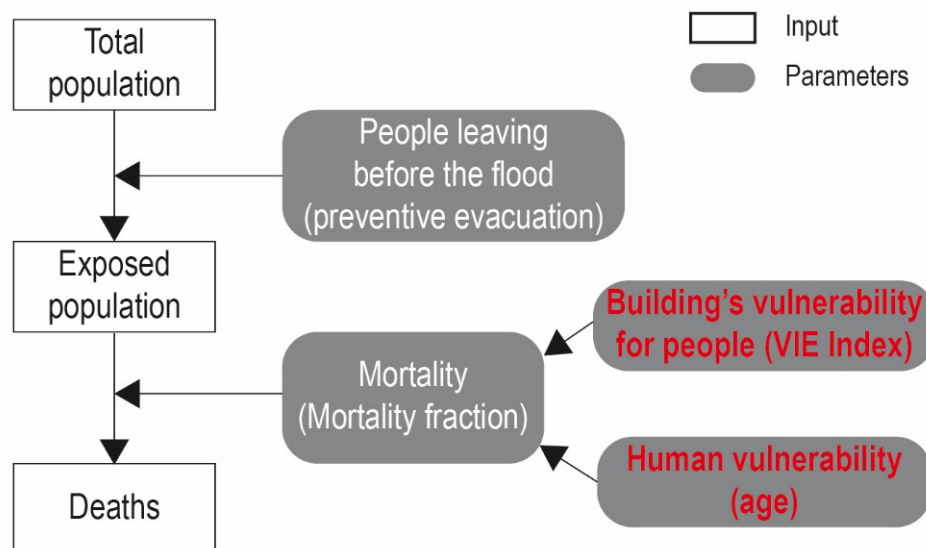 Total
population
Input
Parameters
People leaving
before the flood
(preventive evacuation)
Exposed
population
Building's vulnerability
for people (VIE Index)
Mortality
(Mortality fraction)
Human vulnerability
(age)
Deaths